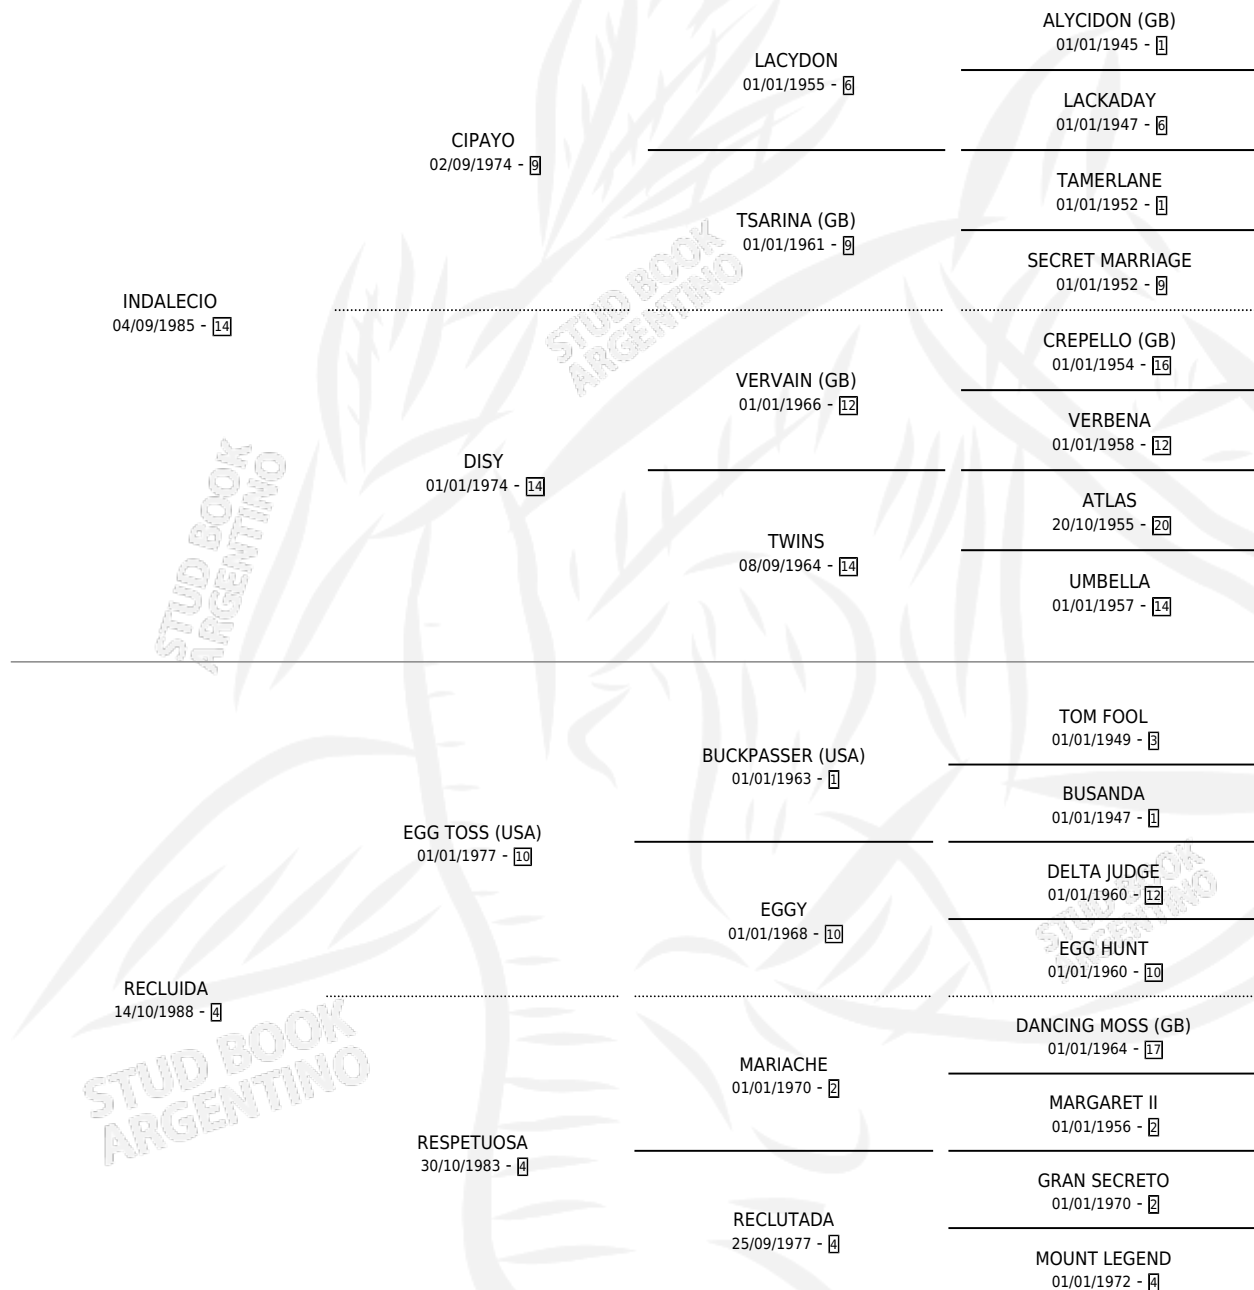 ALYCIDON (GB)
01/01/1945 - 1
LACYDON
01/01/1955 - 6
LACKADAY
01/01/1947 - 6
CIPAYO
02/09/1974 - 9
TAMERLANE
01/01/1952 - 1
TSARINA (GB)
01/01/1961 - 9
SECRET MARRIAGE
01/01/1952 - 9
INDALECIO
04/09/1985 - 14
CREPELLO (GB)
01/01/1954 - 16
VERVAIN (GB)
01/01/1966 - 12
VERBENA
01/01/1958 - 12
DISY
01/01/1974 - 14
ATLAS
20/10/1955 - 20
TWINS
08/09/1964 - 14
UMBELLA
01/01/1957 - 14
TOM FOOL
01/01/1949 - 3
BUCKPASSER (USA)
01/01/1963 - 1
BUSANDA
01/01/1947 - 1
EGG TOSS (USA)
01/01/1977 - 10
DELTA JUDGE
01/01/1960 - 12
EGGY
01/01/1968 - 10
EGG HUNT
01/01/1960 - 10
RECLUIDA
14/10/1988 - 4
DANCING MOSS (GB)
01/01/1964 - 17
MARIACHE
01/01/1970 - 2
MARGARET II
01/01/1956 - 2
RESPETUOSA
30/10/1983 - 4
GRAN SECRETO
01/01/1970 - 2
RECLUTADA
25/09/1977 - 4
MOUNT LEGEND
01/01/1972 - 4
STUD BOOK
ARGENTINO
STUD BOOK
ARGENTINO
STUD BOOK
ARGENTINO
STUD BOOK
ARGENTINO